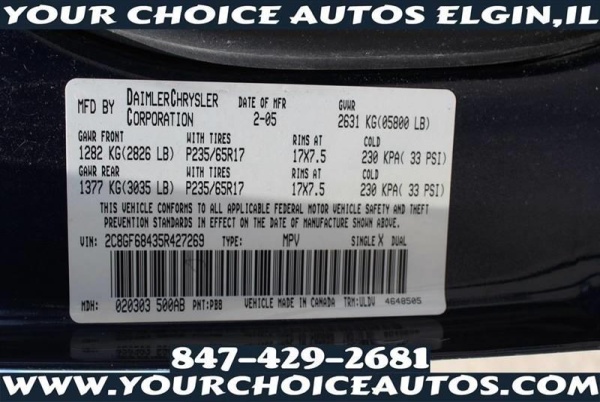 YOUR CHOICE AUTOS ELGIN,IL
MFD BY DAIMLERCHRYSLER CORPORATION DATE OF MFR 2-05 GVWR 2631 KG(05800 LB)
GAWR FRONT WITH TIRES RIMS AT COLD
1282 KG(2826 LB) P235/65R17 17X7.5 230 KPA( 33 PSI)
GAWR REAR WITH TIRES RIMS AT COLD
1377 KG(3035 LB) P235/65R17 17X7.5 230 KPA( 33 PSI)
THIS VEHICLE CONFORMS TO ALL APPLICABLE FEDERAL MOTOR VEHICLE SAFETY AND THEFT
PREVENTION STANDARDS IN EFFECT ON THE DATE OF MANUFACTURE SHOWN ABOVE.
VIN: 2C8GF68435R427269 TYPE: MPV SINGLE X DUAL
MDH: 020303 500AB PNT:PBB VEHICLE MADE IN CANADA TRM:ULDV 4648505
847-429-2681
WWW.YOURCHOICEAUTOS.COM